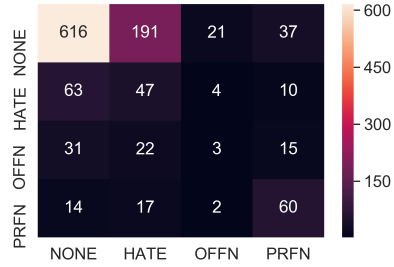 NONE 616 191 21 37
HATE 63 47 4 10
OFFN 31 22 3 15
PRFN 14 17 2 60
NONE HATE OFFN PRFN
600
450
300
150